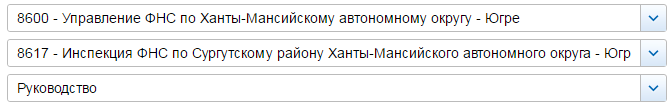 8600 - Управление ФНС по Ханты-Мансийскому автономному округу - Югре
8617 - Инспекция ФНС по Сургутскому району Ханты-Мансийского автономного округа - Югр
Руководство